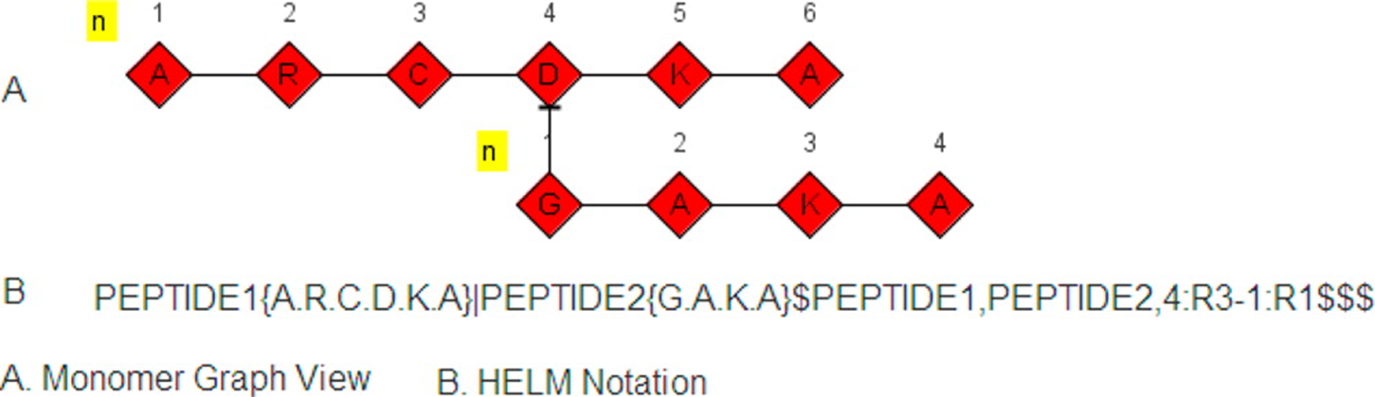 n 1 2 3 4 5 6
A A R C D K A
n 1 2 3 4
G A K A
B PEPTIDE1{A.R.C.D.K.A}|PEPTIDE2{G.A.K.A}$PEPTIDE1,PEPTIDE2,4:R3-1:R1$$$
A. Monomer Graph View B. HELM Notation